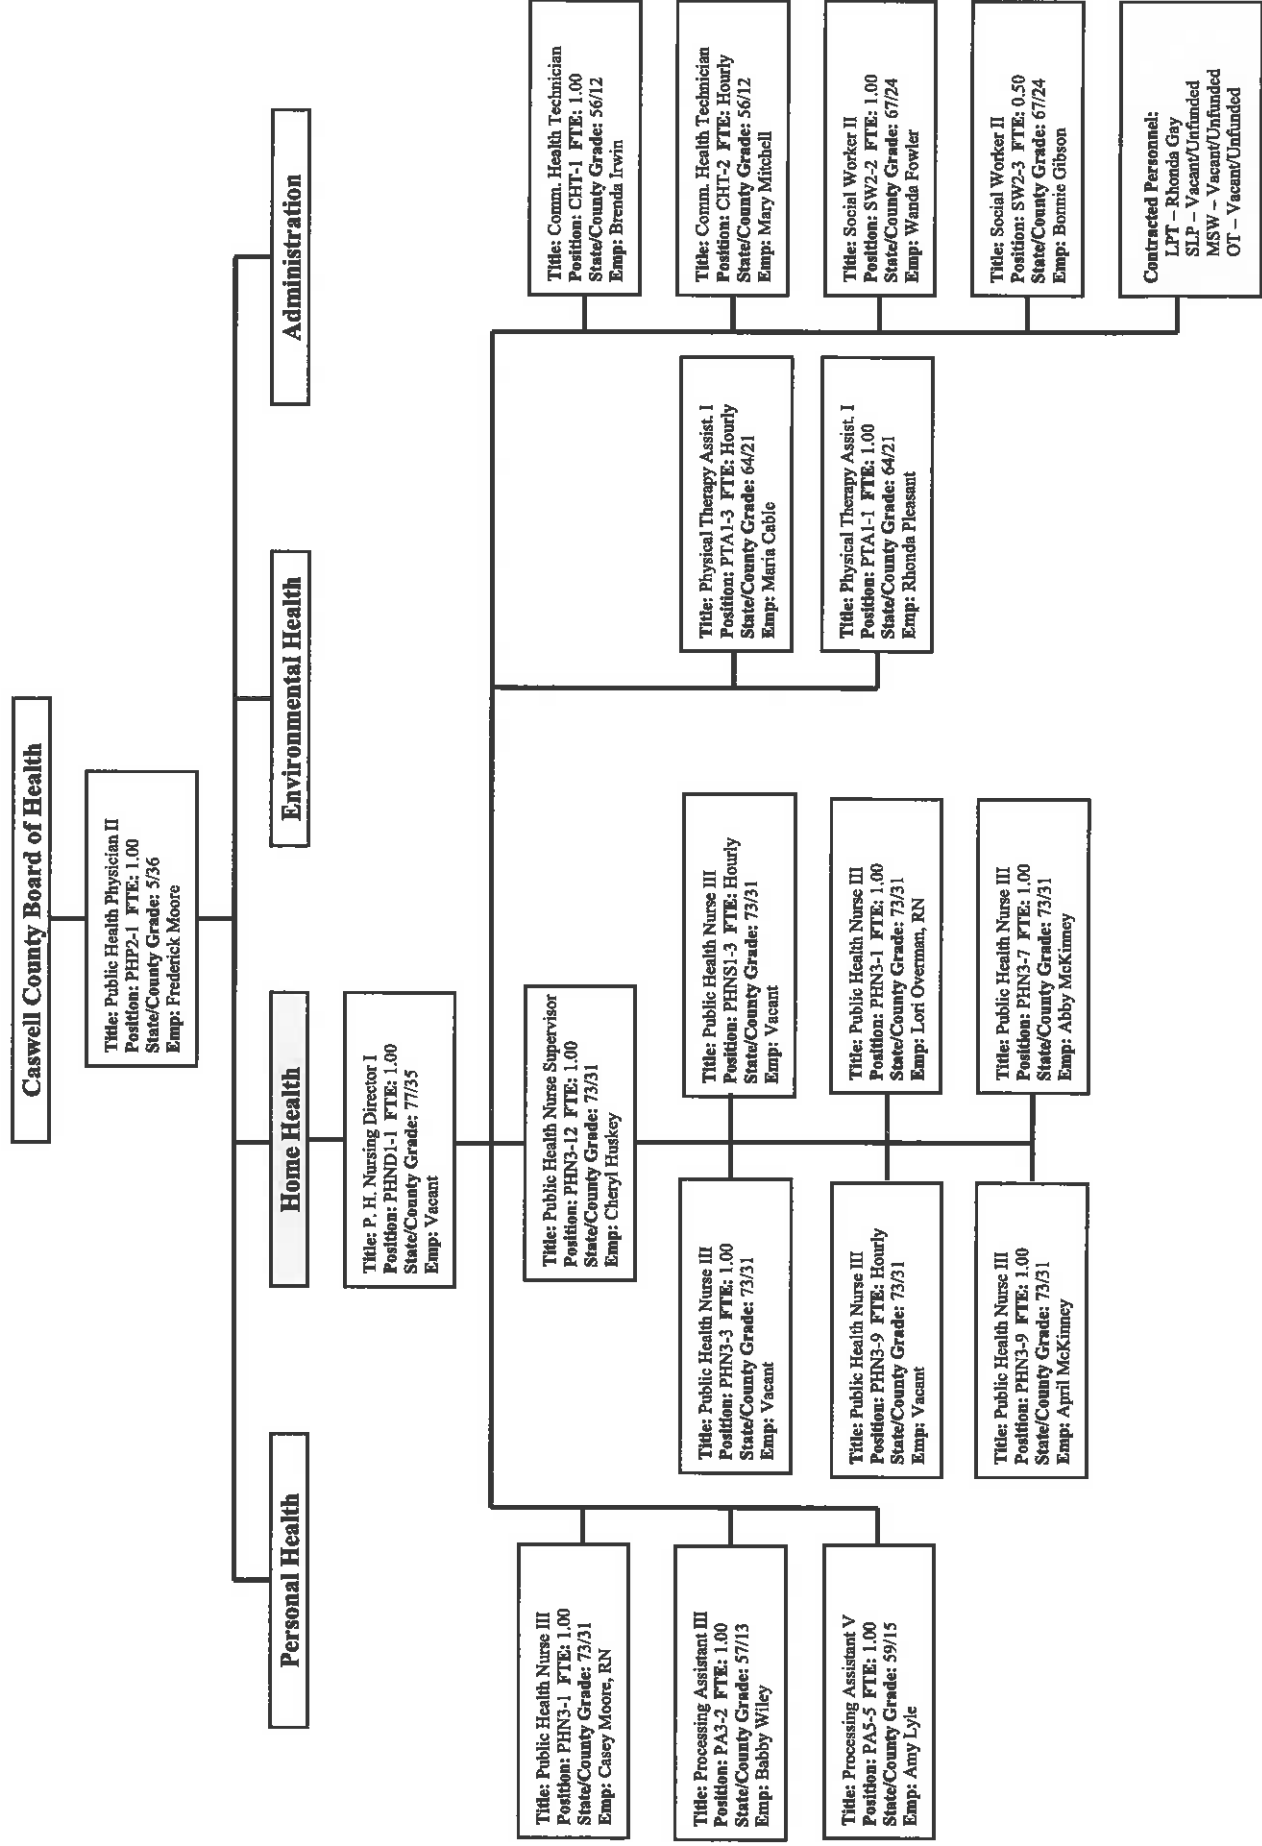 Caswell County Board of Health
Title: Public Health Physician II
Position: PHP2-1 FTE: 1.00
State/County Grade: 5/36
Emp: Frederick Moore
Personal Health
Home Health
Environmental Health
Administration
Title: P. H. Nursing Director I
Position: PHND1-1 FTE: 1.00
State/County Grade: 77/35
Emp: Vacant
Title: Public Health Nurse III
Position: PHN3-1 FTE: 1.00
State/County Grade: 73/31
Emp: Casey Moore, RN
Title: Processing Assistant III
Position: PA3-2 FTE: 1.00
State/County Grade: 57/13
Emp: Babby Wiley
Title: Processing Assistant V
Position: PA5-5 FTE: 1.00
State/County Grade: 59/15
Emp: Amy Lyle
Title: Public Health Nurse Supervisor
Position: PHN3-12 FTE: 1.00
State/County Grade: 73/31
Emp: Cheryl Huskey
Title: Public Health Nurse III
Position: PHN3-3 FTE: 1.00
State/County Grade: 73/31
Emp: Vacant
Title: Public Health Nurse III
Position: PHNS1-3 FTE: Hourly
State/County Grade: 73/31
Emp: Vacant
Title: Public Health Nurse III
Position: PHN3-9 FTE: Hourly
State/County Grade: 73/31
Emp: Vacant
Title: Public Health Nurse III
Position: PHN3-1 FTE: 1.00
State/County Grade: 73/31
Emp: Lori Overman, RN
Title: Public Health Nurse III
Position: PHN3-9 FTE: 1.00
State/County Grade: 73/31
Emp: April McKinney
Title: Public Health Nurse III
Position: PHN3-7 FTE: 1.00
State/County Grade: 73/31
Emp: Abby McKinney
Title: Physical Therapy Assist. I
Position: PTA1-3 FTE: Hourly
State/County Grade: 64/21
Emp: Maria Cable
Title: Physical Therapy Assist. I
Position: PTA1-1 FTE: 1.00
State/County Grade: 64/21
Emp: Rhonda Pleasant
Title: Comm. Health Technician
Position: CHT-1 FTE: 1.00
State/County Grade: 56/12
Emp: Brenda Irwin
Title: Comm. Health Technician
Position: CHT-2 FTE: Hourly
State/County Grade: 56/12
Emp: Mary Mitchell
Title: Social Worker II
Position: SW2-2 FTE: 1.00
State/County Grade: 67/24
Emp: Wanda Fowler
Title: Social Worker II
Position: SW2-3 FTE: 0.50
State/County Grade: 67/24
Emp: Bonnie Gibson
Contracted Personnel:
LPT – Rhonda Gay
SLP – Vacant/Unfunded
MSW – Vacant/Unfunded
OT – Vacant/Unfunded